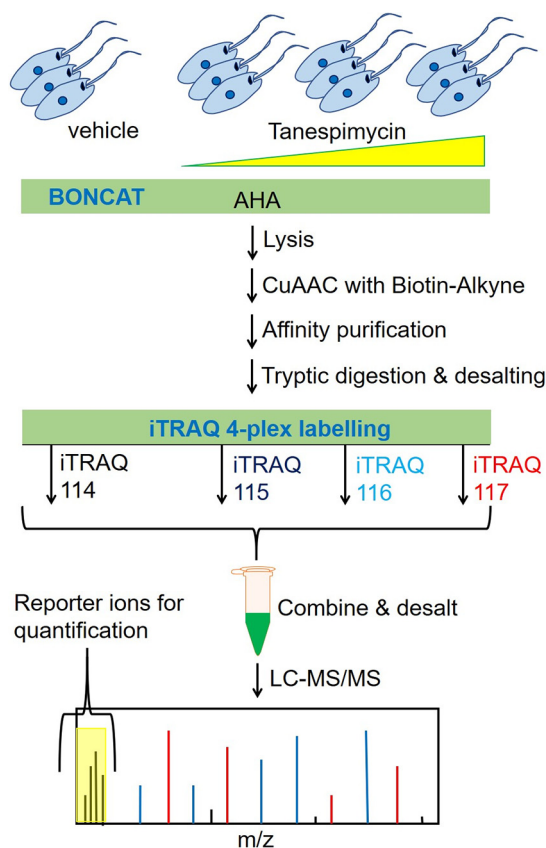 vehicle
Tanespimycin
BONCAT
AHA
Lysis
CuAAC with Biotin-Alkyne
Affinity purification
Tryptic digestion & desalting
iTRAQ 4-plex labelling
iTRAQ
114
iTRAQ
115
iTRAQ
116
iTRAQ
117
Reporter ions for
quantification
Combine & desalt
LC-MS/MS
m/z